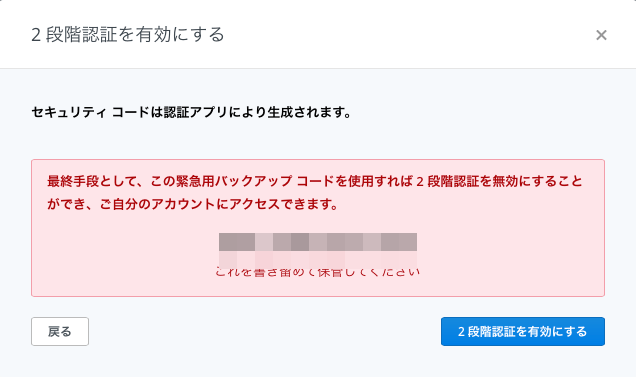 2 段階認証を有効にする
×
セキュリティ コードは認証アプリにより生成されます。
最終手段として、この緊急用バックアップ コードを使用すれば 2 段階認証を無効にすること
ができ、ご自分のアカウントにアクセスできます。
これを書き留めて保管してください
戻る
2 段階認証を有効にする